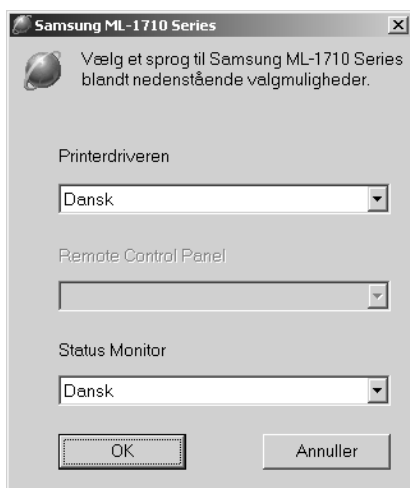 Samsung ML-1710 Series
Vælg et sprog til Samsung ML-1710 Series
blandt nedenstående valgmuligheder.
Printerdriveren
Dansk
Remote Control Panel
Status Monitor
Dansk
OK
Annuller